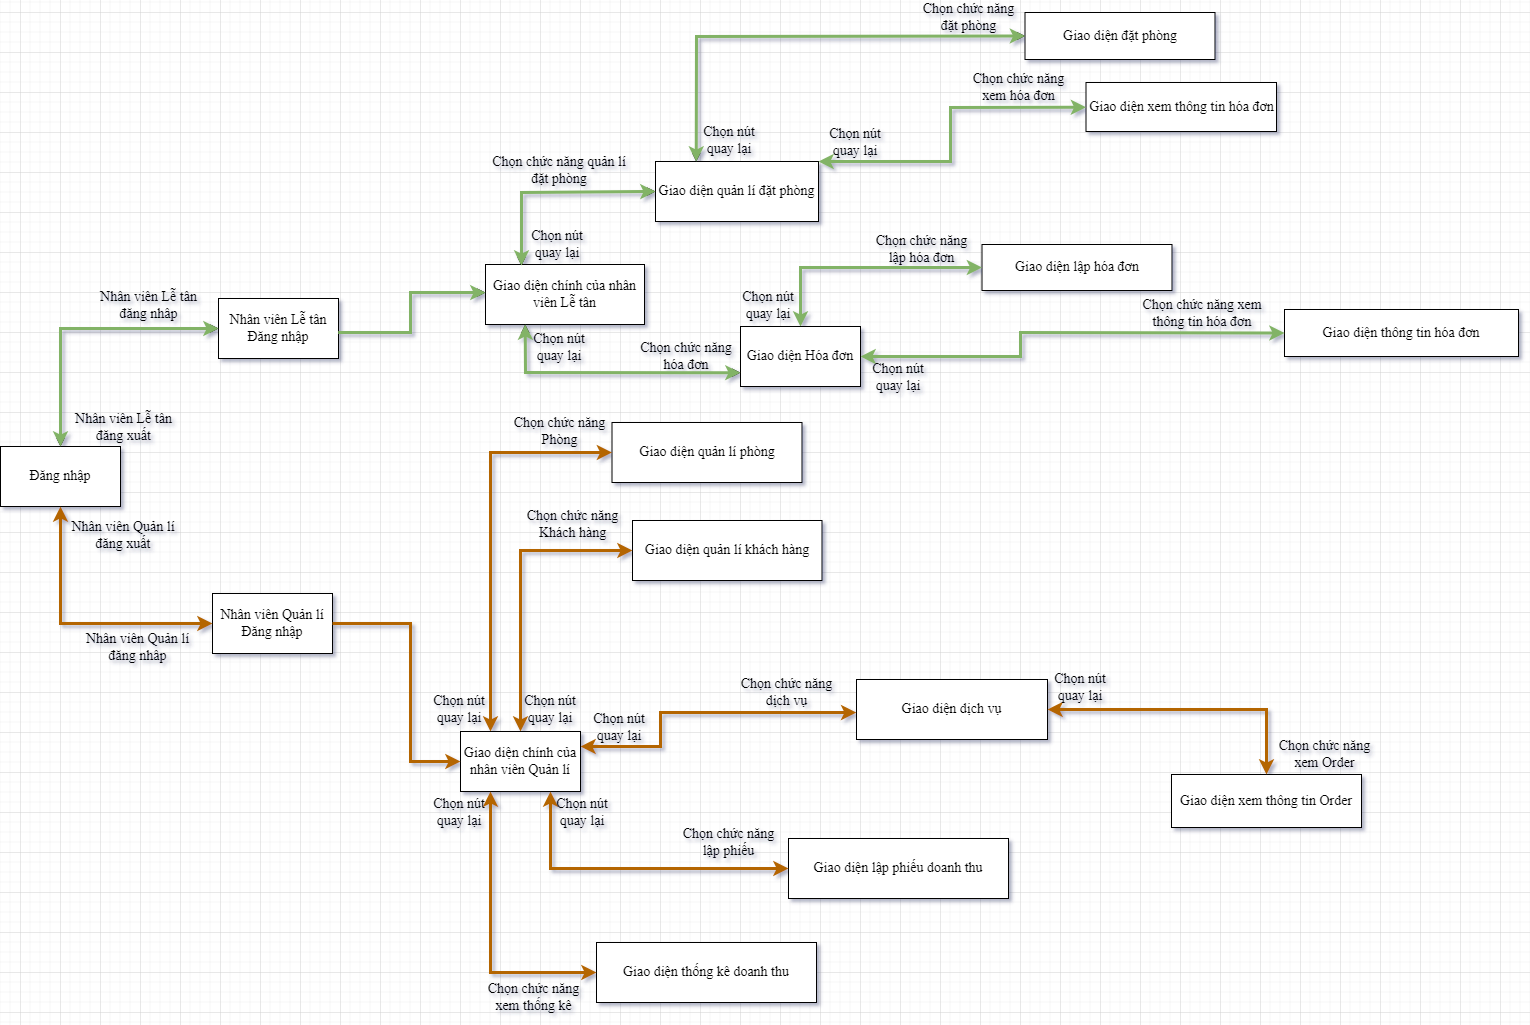 Chọn chức năng
đặt phòng
Giao diện đặt phòng
Chọn chức năng
xem hóa đơn
Giao diện xem thông tin hóa đơn
Chọn nút
quay lại
Chọn nút
quay lại
Chọn chức năng quản lí
đặt phòng
Giao diện quản lí đặt phòng
Chọn nút
quay lại
Chọn chức năng
lập hóa đơn
Giao diện lập hóa đơn
Giao diện chính của nhân
viên Lễ tân
Nhân viên Lễ tân
đăng nhập
Nhân viên Lễ tân
Đăng nhập
Chọn nút
quay lại
Chọn chức năng xem
thông tin hóa đơn
Giao diện thông tin hóa đơn
Chọn nút
quay lại
Chọn chức năng
hóa đơn
Giao diện Hóa đơn
Chọn nút
quay lại
Nhân viên Lễ tân
đăng xuất
Chọn chức năng
Phòng
Giao diện quản lí phòng
Đăng nhập
Nhân viên Quản lí
đăng xuất
Chọn chức năng
Khách hàng
Giao diện quản lí khách hàng
Nhân viên Quản lí
Đăng nhập
Nhân viên Quản lí
đăng nhập
Chọn chức năng
dịch vụ
Giao diện dịch vụ
Chọn nút
quay lại
Chọn nút
quay lại
Chọn nút
quay lại
Chọn nút
quay lại
Giao diện chính của
nhân viên Quản lí
Chọn chức năng
xem Order
Giao diện xem thông tin Order
Chọn nút
quay lại
Chọn nút
quay lại
Chọn chức năng
lập phiếu
Giao diện lập phiếu doanh thu
Giao diện thống kê doanh thu
Chọn chức năng
xem thống kê